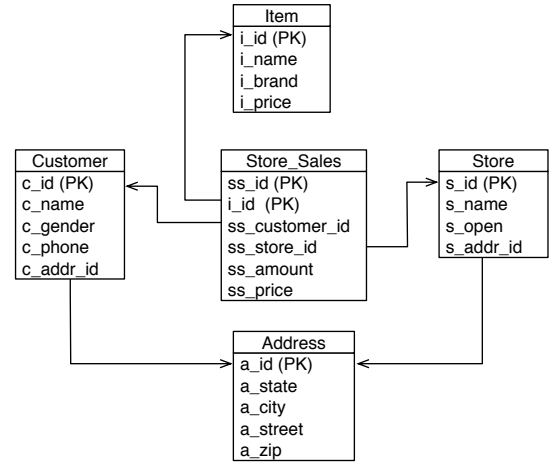 Item
i_id (PK)
i_name
i_brand
i_price
Customer
c_id (PK)
c_name
c_gender
c_phone
c_addr_id
Store_Sales
ss_id (PK)
i_id (PK)
ss_customer_id
ss_store_id
ss_amount
ss_price
Store
s_id (PK)
s_name
s_open
s_addr_id
Address
a_id (PK)
a_state
a_city
a_street
a_zip